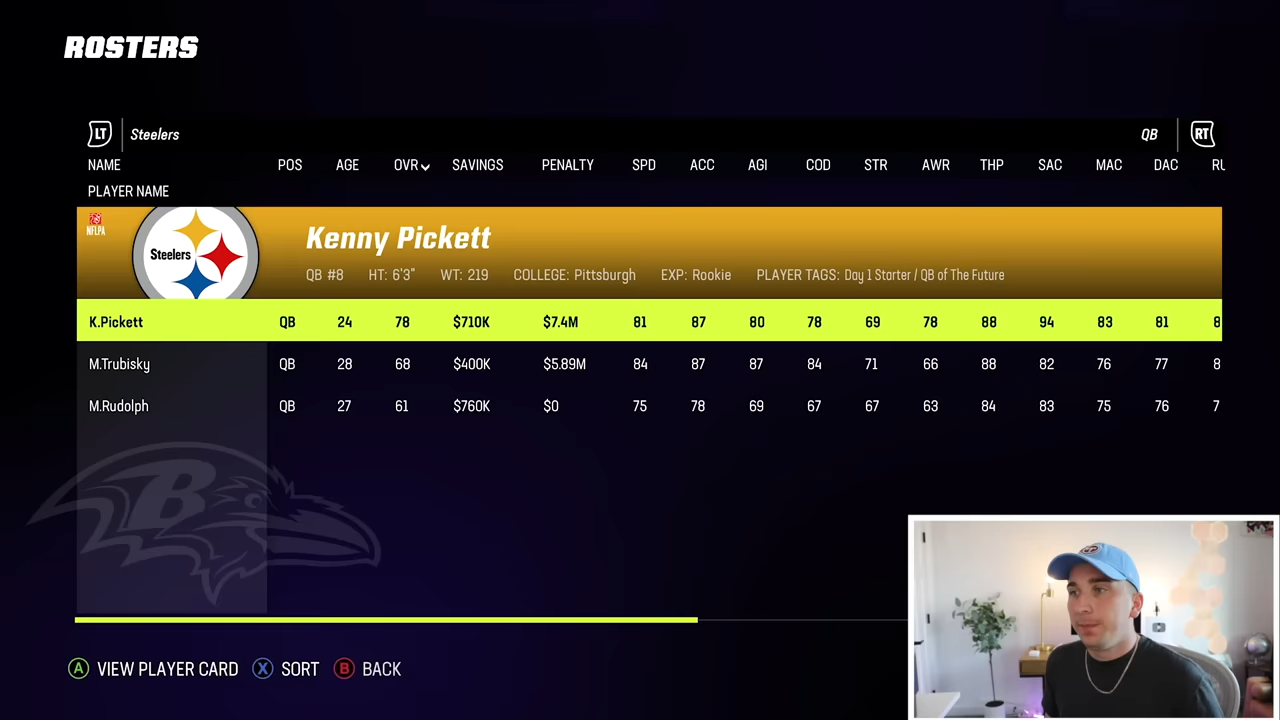 ROSTERS
LT Steelers QB RT
NAME POS AGE OVR SAVINGS PENALTY SPD ACC AGI COD STR AWR THP SAC MAC DAC RU
PLAYER NAME
NFLPA
Steelers
Kenny Pickett
QB #8 HT: 6'3" WT: 219 COLLEGE: Pittsburgh EXP: Rookie PLAYER TAGS: Day 1 Starter / QB of The Future
K.Pickett QB 24 78 $710K $7.4M 81 87 80 78 69 78 88 94 83 81 8
M.Trubisky QB 28 68 $400K $5.89M 84 87 87 84 71 66 88 82 76 77 8
M.Rudolph QB 27 61 $760K $0 75 78 69 67 67 63 84 83 75 76 7
B
A VIEW PLAYER CARD X SORT B BACK